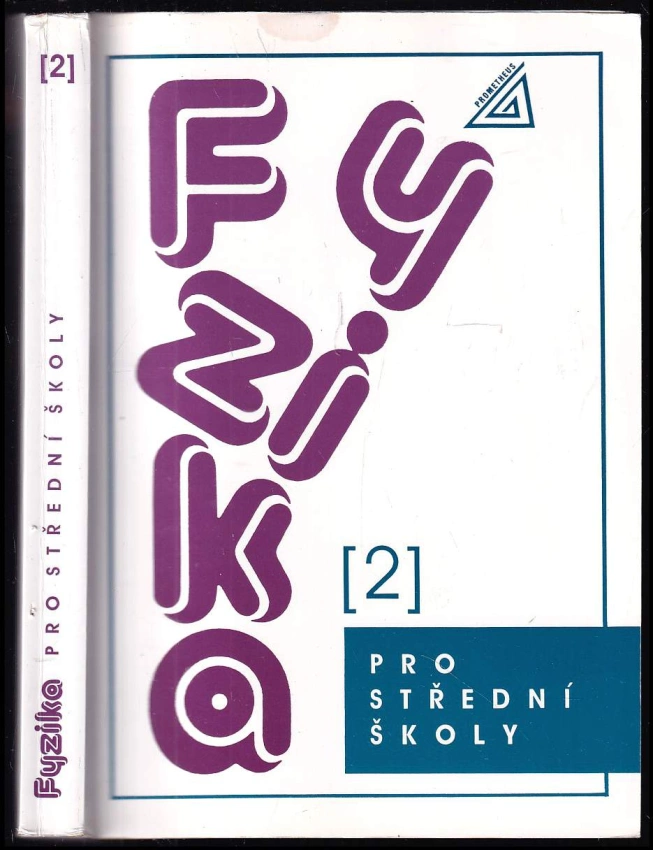 [2]
Fyzika PRO STŘEDNÍ ŠKOLY
PROMETHEUS
Fyzika
[2]
PRO
STŘEDNÍ
ŠKOLY